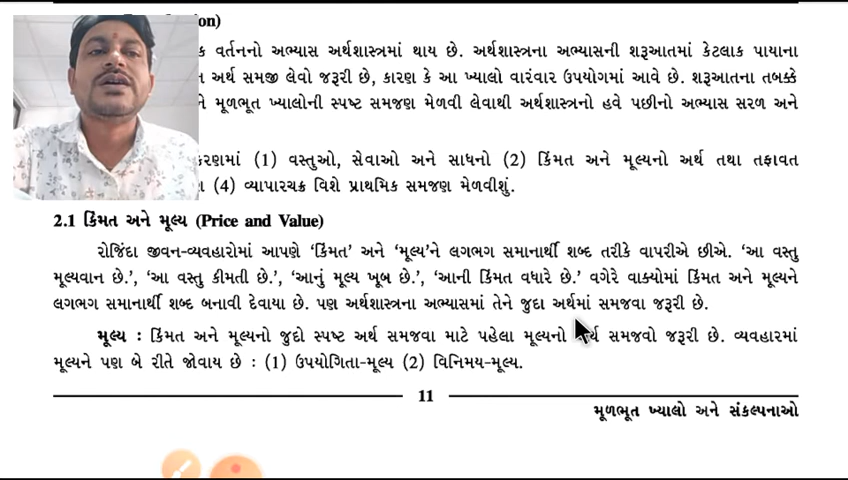 ion)
ક વર્તનનો અભ્યાસ અર્થશાસ્ત્રમાં થાય છે. અર્થશાસ્ત્રના અભ્યાસની શરૂઆતમાં કેટલાક પાયાના
અર્થ સમજી લેવો જરૂરી છે, કારણ કે આ ખ્યાલો વારંવાર ઉપયોગમાં આવે છે. શરૂઆતના તબક્કે
મૂળભૂત ખ્યાલોની સ્પષ્ટ સમજણ મેળવી લેવાથી અર્થશાસ્ત્રનો હવે પછીનો અભ્યાસ સરળ અને
કરણમાં (1) વસ્તુઓ, સેવાઓ અને સાધનો (2) કિંમત અને મૂલ્યનો અર્થ તથા તફાવત
(4) વ્યાપારચક્ર વિશે પ્રાથમિક સમજણ મેળવીશું.
2.1 કિંમત અને મૂલ્ય (Price and Value)
રોજિંદા જીવન-વ્યવહારોમાં આપણે ‘કિંમત’ અને ‘મૂલ્ય’ને લગભગ સમાનાર્થી શબ્દ તરીકે વાપરીએ છીએ. ‘આ વસ્તુ
મૂલ્યવાન છે.’, ‘આ વસ્તુ કીમતી છે.’, ‘આનું મૂલ્ય ખૂબ છે.’, ‘આની કિંમત વધારે છે.’ વગેરે વાક્યોમાં કિંમત અને મૂલ્યને
લગભગ સમાનાર્થી શબ્દ બનાવી દેવાયા છે. પણ અર્થશાસ્ત્રના અભ્યાસમાં તેને જુદા અર્થમાં સમજવા જરૂરી છે.
મૂલ્ય : કિંમત અને મૂલ્યનો જુદો સ્પષ્ટ અર્થ સમજવા માટે પહેલા મૂલ્યનો સમજવો જરૂરી છે. વ્યવહારમાં
મૂલ્યને પણ બે રીતે જોવાય છે : (1) ઉપયોગિતા-મૂલ્ય (2) વિનિમય-મૂલ્ય.
11
મૂળભૂત ખ્યાલો અને સંકલ્પનાઓ